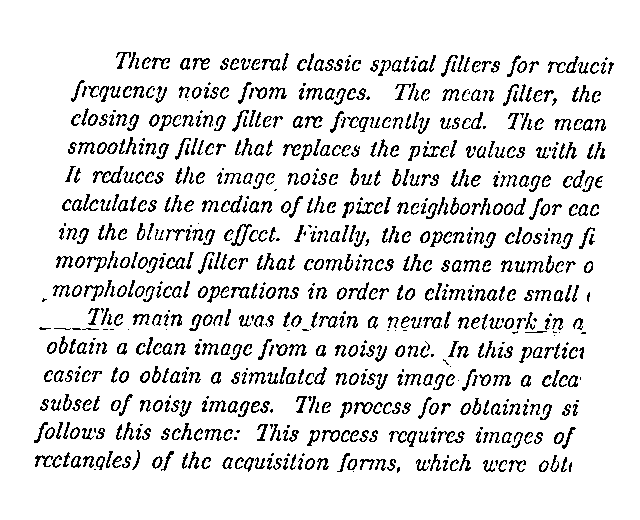 There are several classic spatial filters for reducin
frequency noise from images. The mean filter, the
closing opening filter are frequently used. The mean
smoothing filter that replaces the pixel values with th
It reduces the image noise but blurs the image edge
calculates the median of the pixel neighborhood for eac
ing the blurring effect. Finally, the opening closing fi
morphological filter that combines the same number o
morphological operations in order to eliminate small
The main goal was to train a neural network in a
obtain a clean image from a noisy one. In this partic
easier to obtain a simulated noisy image from a clea
subset of noisy images. The process for obtaining si
follows this scheme: This process requires images of
rectangles) of the acquisition forms, which were obt